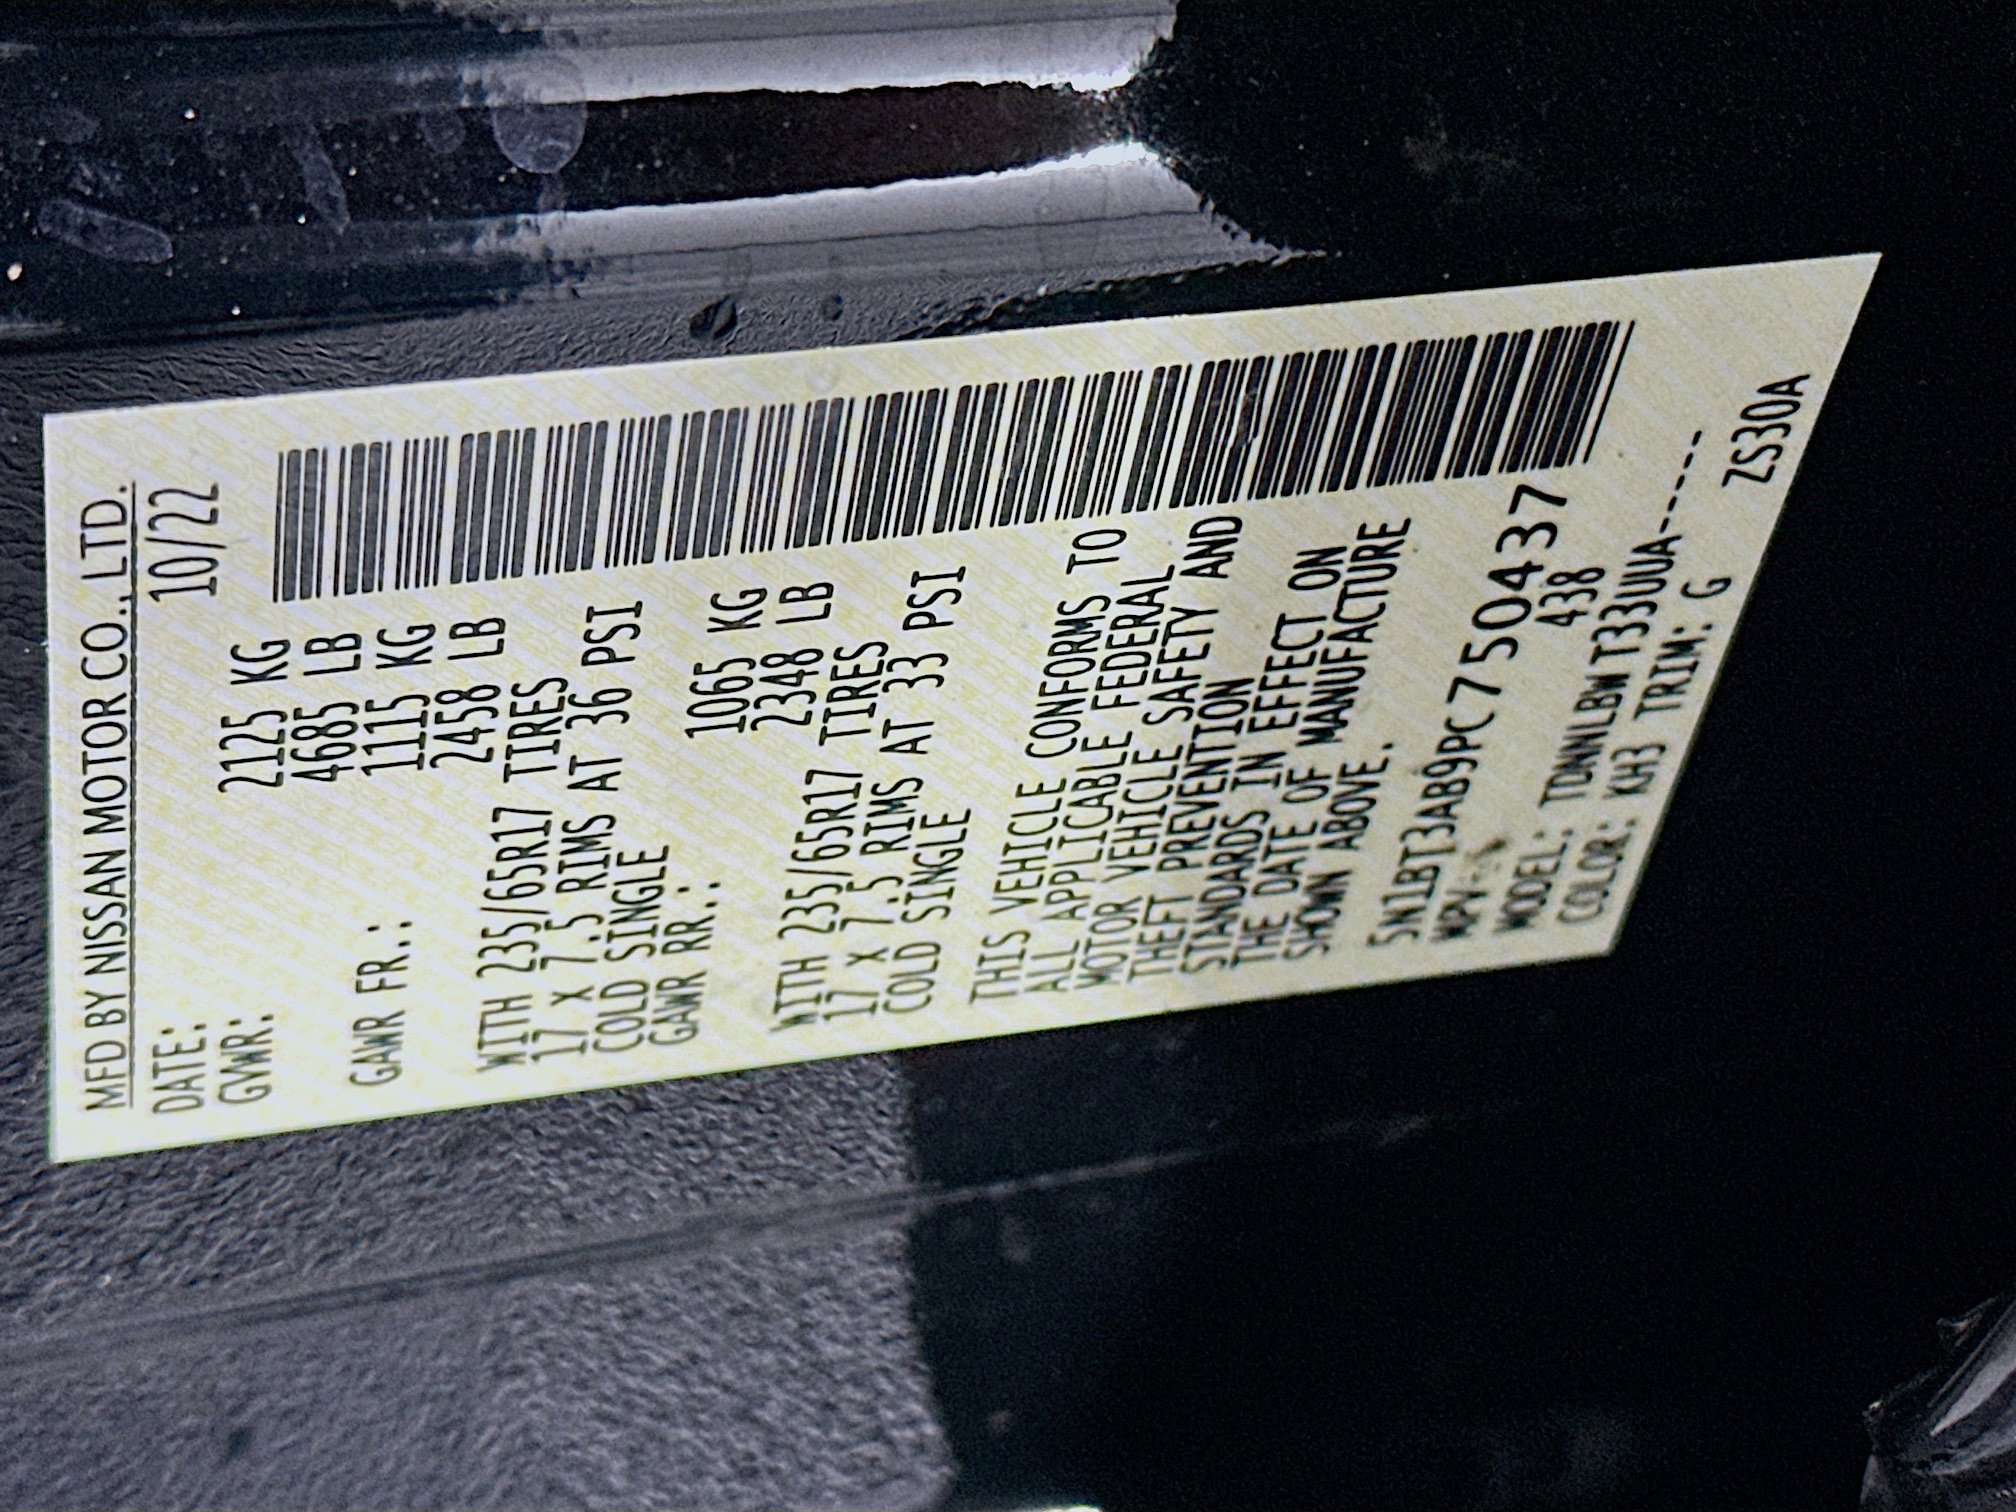 MFD BY NISSAN MOTOR CO.,LTD.
DATE: 10/22
GVWR: 2125 KG
4685 LB
GAWR FR.: 1115 KG
2458 LB
WITH 235/65R17 TIRES
17 X 7.5 RIMS AT 36 PSI
COLD SINGLE
GAWR RR.: 1065 KG
2348 LB
WITH 235/65R17 TIRES
17 X 7.5 RIMS AT 33 PSI
COLD SINGLE
THIS VEHICLE CONFORMS TO
ALL APPLICABLE FEDERAL
MOTOR VEHICLE SAFETY AND
THEFT PREVENTION
STANDARDS IN EFFECT ON
THE DATE OF MANUFACTURE
SHOWN ABOVE.
5N1BT3AB9PC750437
MPV 438
MODEL: TDNNLBWT33UUA-----
COLOR: KH3 TRIM: G
ZS30A